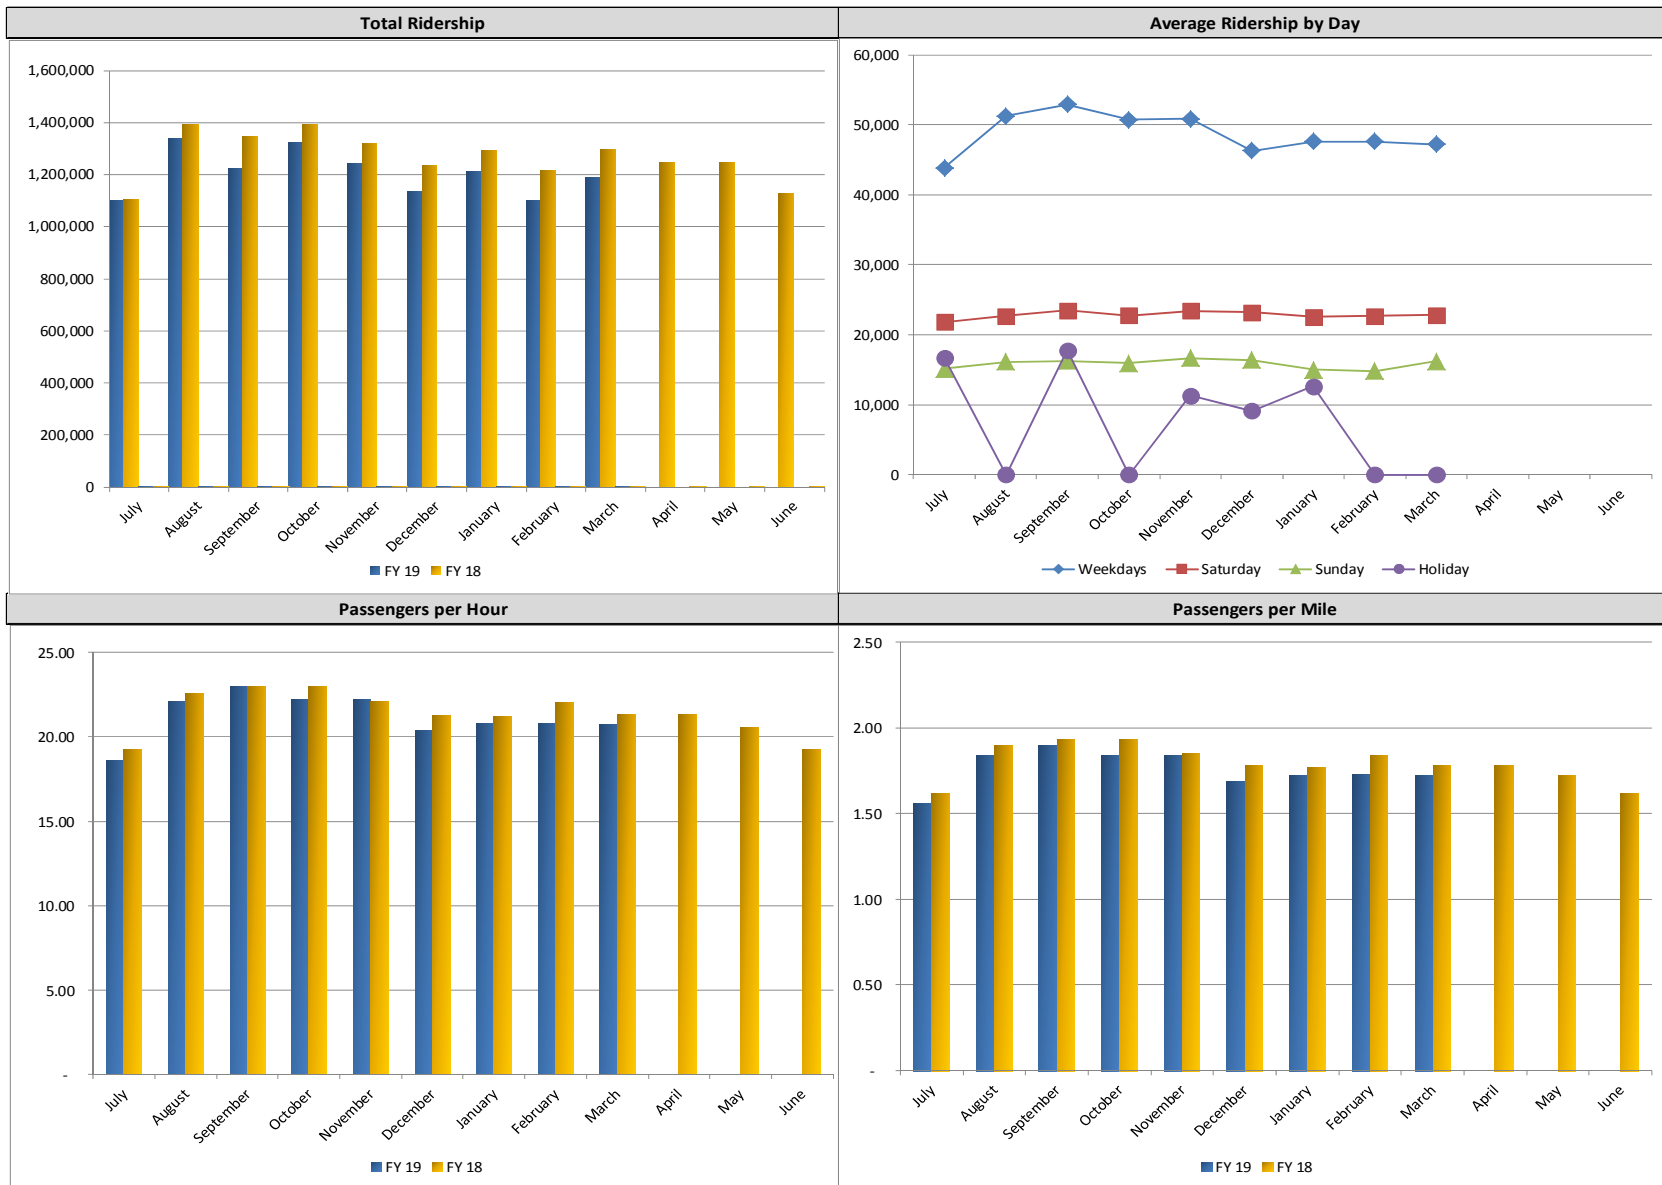 Total Ridership
1,600,000
1,400,000
1,200,000
1,000,000
800,000
600,000
400,000
200,000
0
July
August
September
October
November
December
January
February
March
April
May
June
FY 19
FY 18
Average Ridership by Day
60,000
50,000
40,000
30,000
20,000
10,000
0
July
August
September
October
November
December
January
February
March
April
May
June
Weekdays
Saturday
Sunday
Holiday
Passengers per Hour
25.00
20.00
15.00
10.00
5.00
-
July
August
September
October
November
December
January
February
March
April
May
June
FY 19
FY 18
Passengers per Mile
2.50
2.00
1.50
1.00
0.50
-
July
August
September
October
November
December
January
February
March
April
May
June
FY 19
FY 18